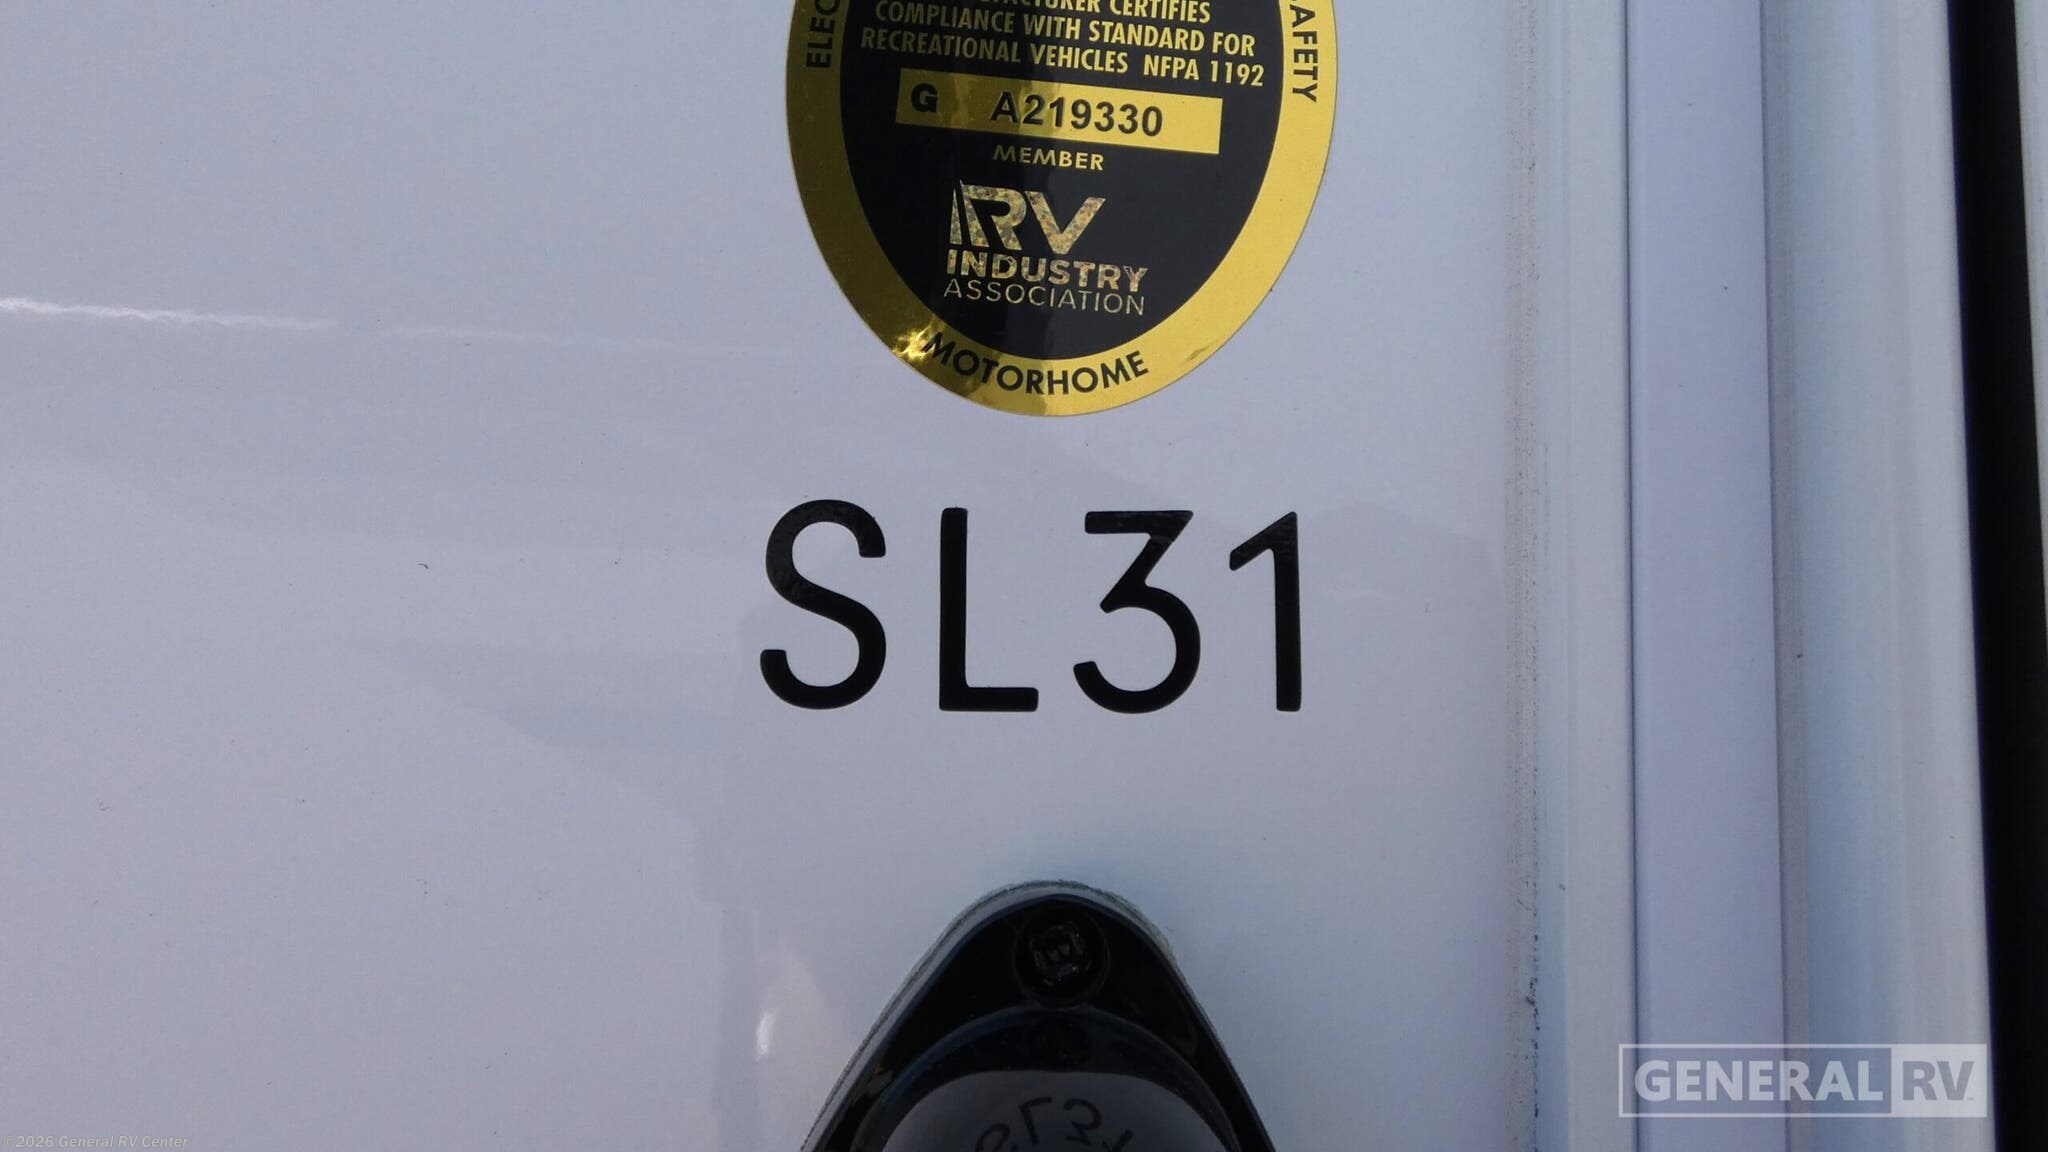 COMPLIANCE WITH STANDARD FOR
RECREATIONAL VEHICLES NFPA 1192
G A219330
MEMBER
RV
INDUSTRY
ASSOCIATION
MOTORHOME
SL31
GENERAL RV
©2026 General RV Center